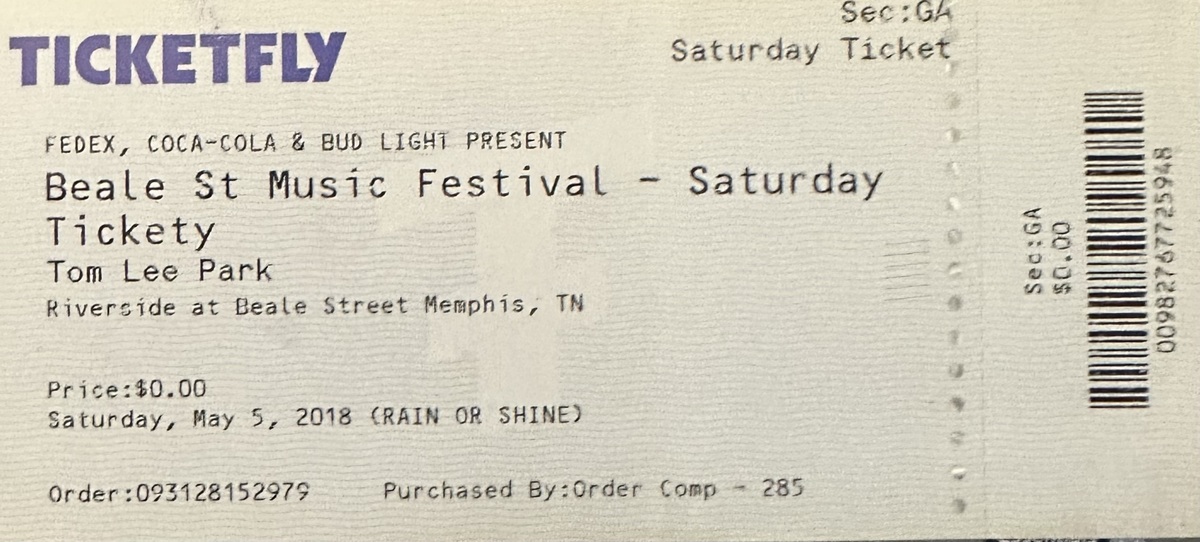 Sec:GA
Saturday Ticket
TICKETFLY
FEDEX, COCA-COLA & BUD LIGHT PRESENT
Beale St Music Festival - Saturday
Tickety
Tom Lee Park
Riverside at Beale Street Memphis, TN
Price:$0.00
Saturday, May 5, 2018 (RAIN OR SHINE)
Order:093128152979 Purchased By:Order Comp - 285
Sec:GA
$0.00
00982767725948